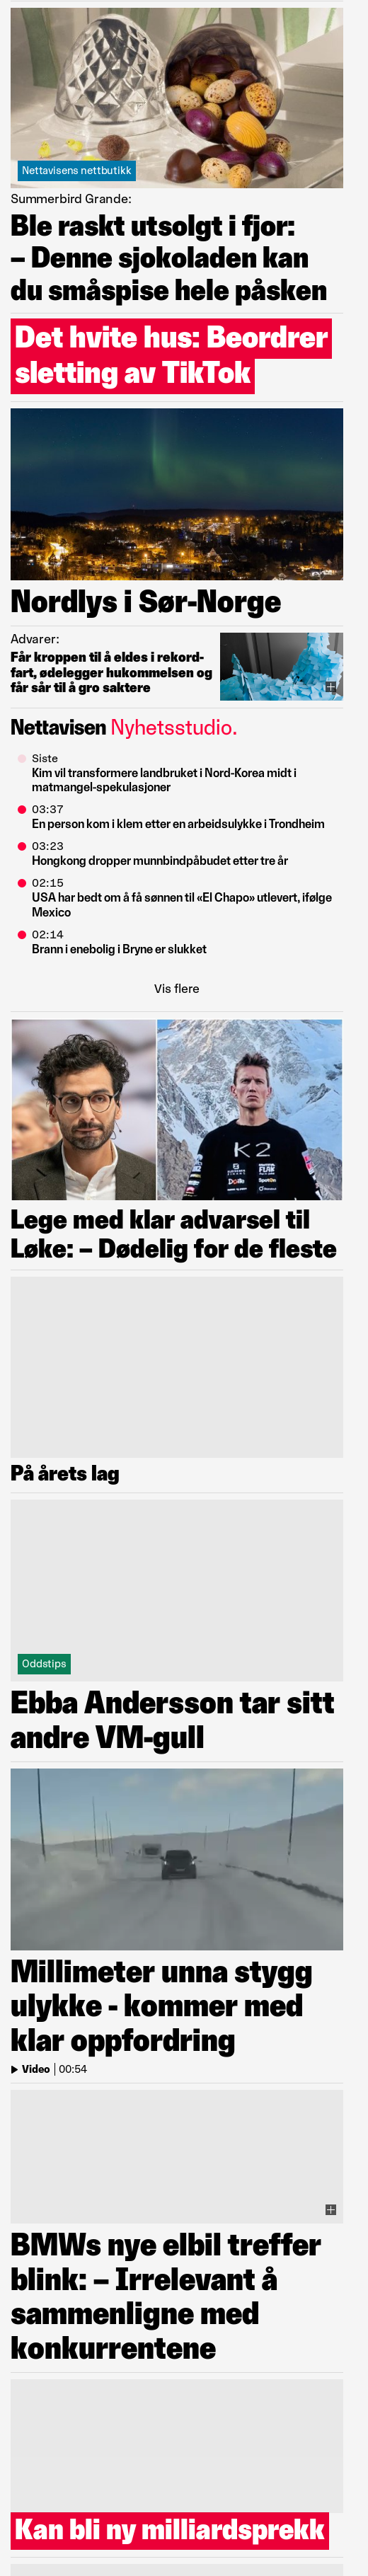 Nettavisens nettbutikk
Summerbird Grande:
Ble raskt utsolgt i fjor:
– Denne sjokoladen kan
du småspise hele påsken
Det hvite hus: Beordrer
sletting av TikTok
Nordlys i Sør-Norge
Advarer:
Får kroppen til å eldes i rekord-
fart, ødelegger hukommelsen og
får sår til å gro saktere
Nettavisen Nyhetsstudio.
Siste
Kim vil transformere landbruket i Nord-Korea midt i
matmangel-spekulasjoner
03:37
En person kom i klem etter en arbeidsulykke i Trondheim
03:23
Hongkong dropper munnbindpåbudet etter tre år
02:15
USA har bedt om å få sønnen til «El Chapo» utlevert, ifølge
Mexico
02:14
Brann i enebolig i Bryne er slukket
Vis flere
K2
Lege med klar advarsel til
Løke: – Dødelig for de fleste
På årets lag
Oddstips
Ebba Andersson tar sitt
andre VM-gull
Millimeter unna stygg
ulykke - kommer med
klar oppfordring
Video | 00:54
BMWs nye elbil treffer
blink: – Irrelevant å
sammenligne med
konkurrentene
Kan bli ny milliardsprekk